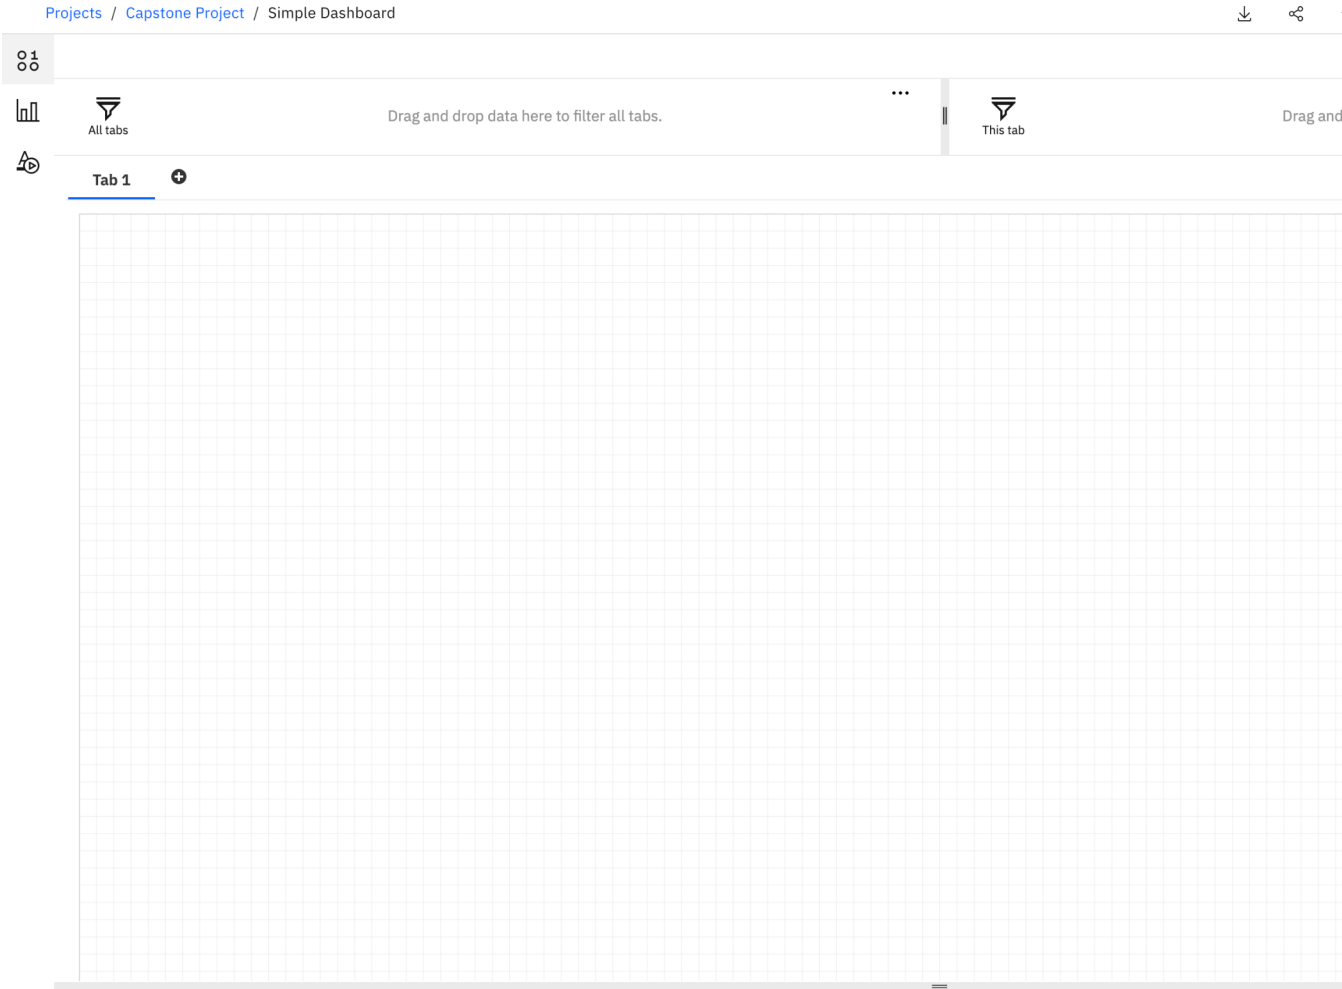 Projects / Capstone Project / Simple Dashboard
All tabs
Drag and drop data here to filter all tabs.
This tab
Drag and
Tab 1